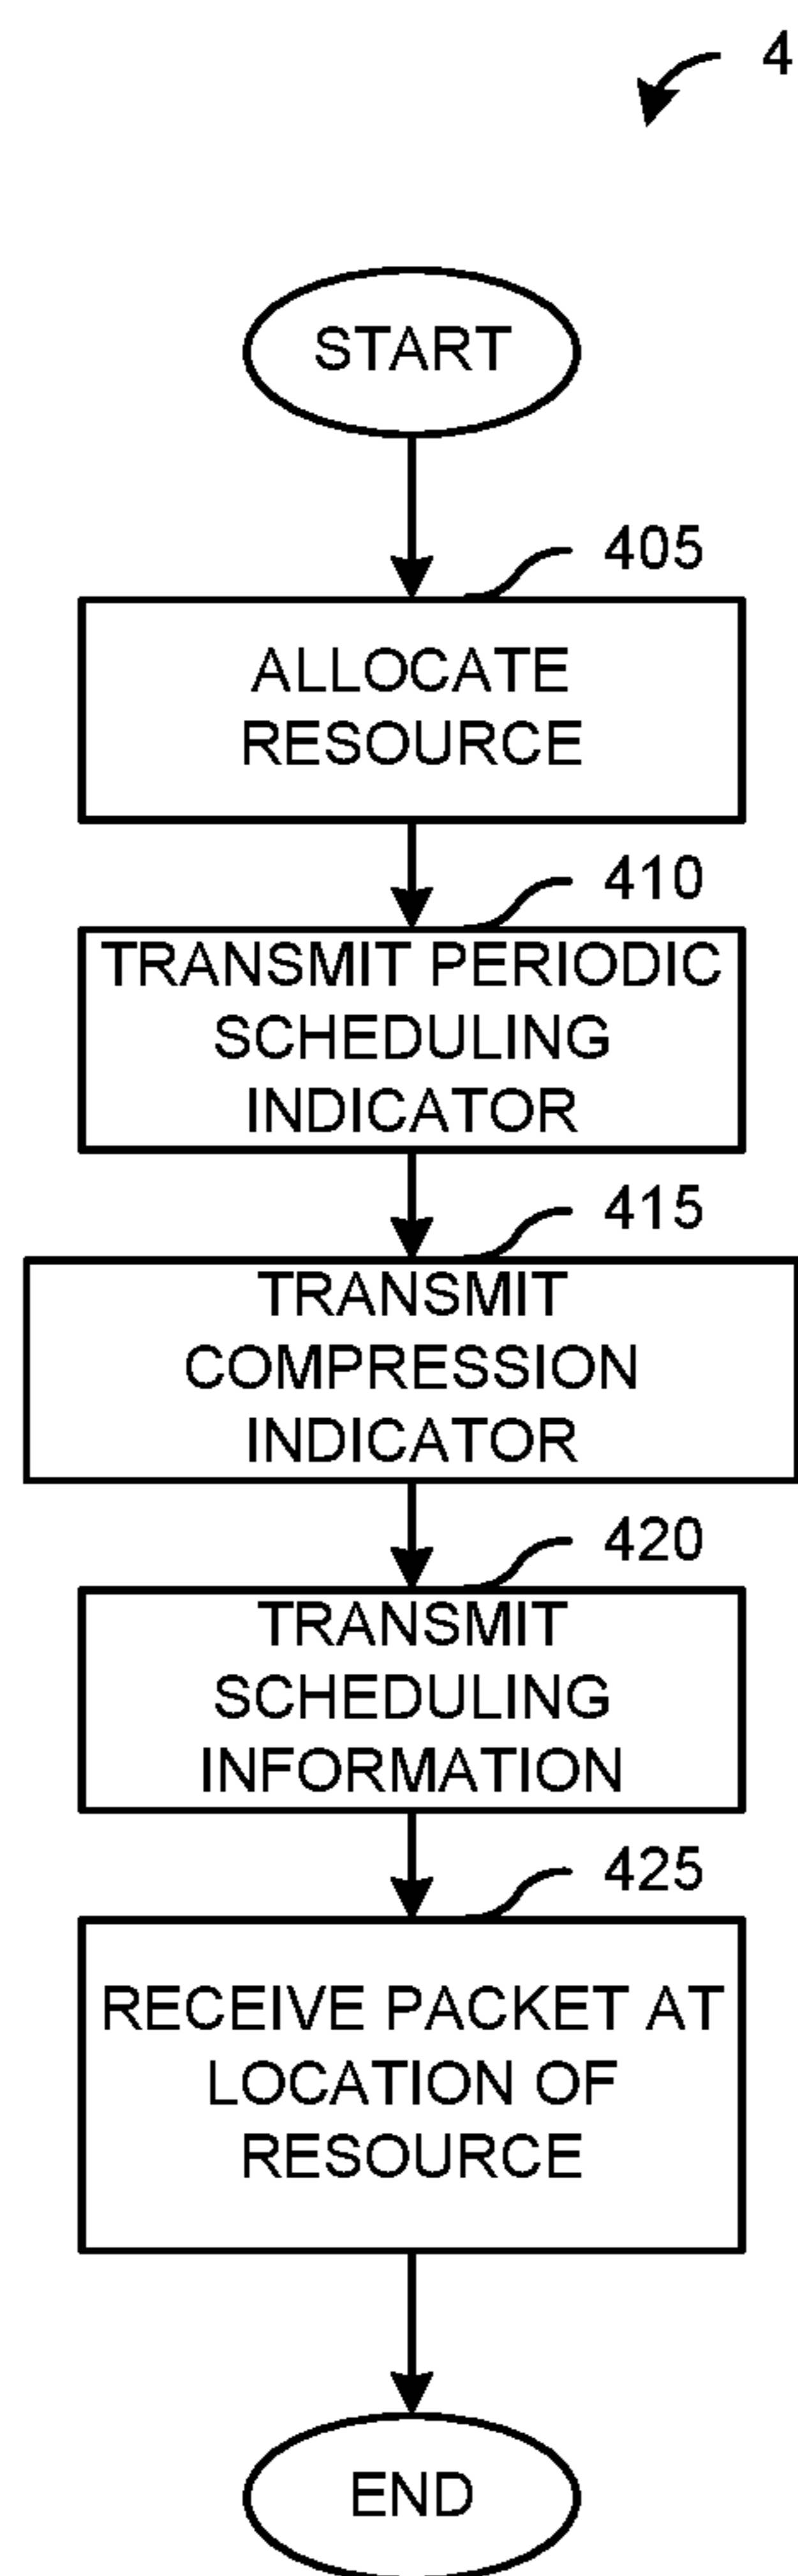 4
START
405
ALLOCATE
RESOURCE
410
TRANSMIT PERIODIC
SCHEDULING
INDICATOR
415
TRANSMIT
COMPRESSION
INDICATOR
420
TRANSMIT
SCHEDULING
INFORMATION
425
RECEIVE PACKET AT
LOCATION OF
RESOURCE
END